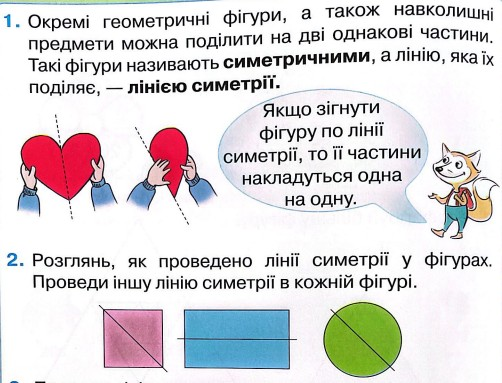 1. Окремі геометричні фігури, а також навколишні
предмети можна поділити на дві однакові частини.
Такі фігури називають симетричними, а лінію, яка їх
поділяє, — лінією симетрії.
Якщо зігнути
фігуру по лінії
симетрії, то її частини
накладуться одна
на одну.
2. Розглянь, як проведено лінії симетрії у фігурах.
Проведи іншу лінію симетрії в кожній фігурі.